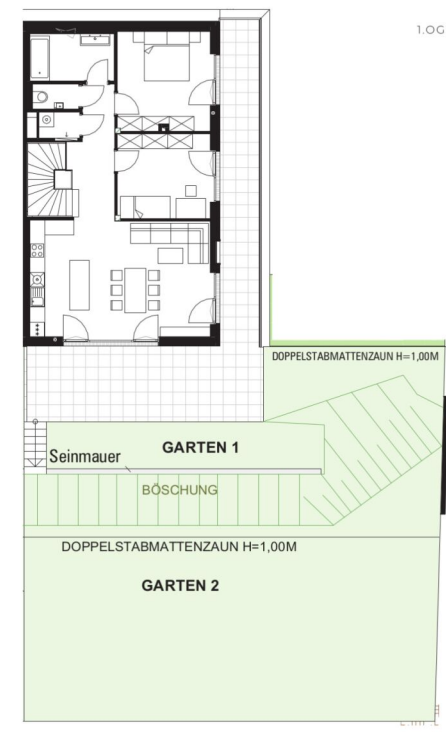 1.OG
DOPPELSTABMATTENZAUN H=1,00M
GARTEN 1
Seinmauer
BÖSCHUNG
DOPPELSTABMATTENZAUN H=1,00M
GARTEN 2